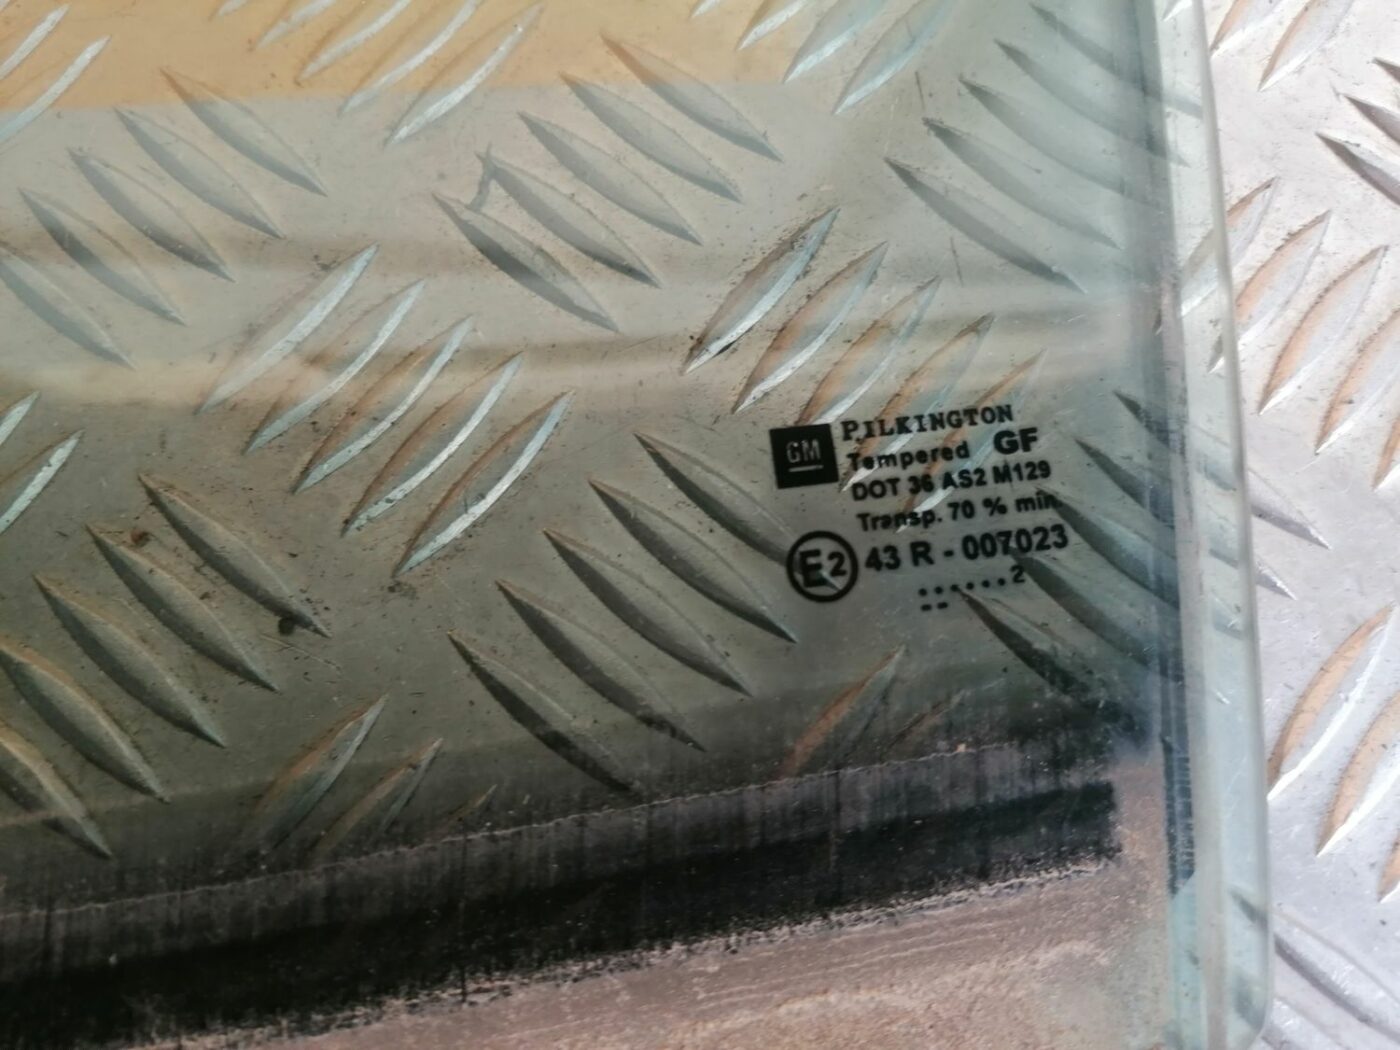 GM
PILKINGTON
Tempered GF
DOT 36 AS2 M129
Transp. 70 % min.
E2 43 R - 007023
:......2